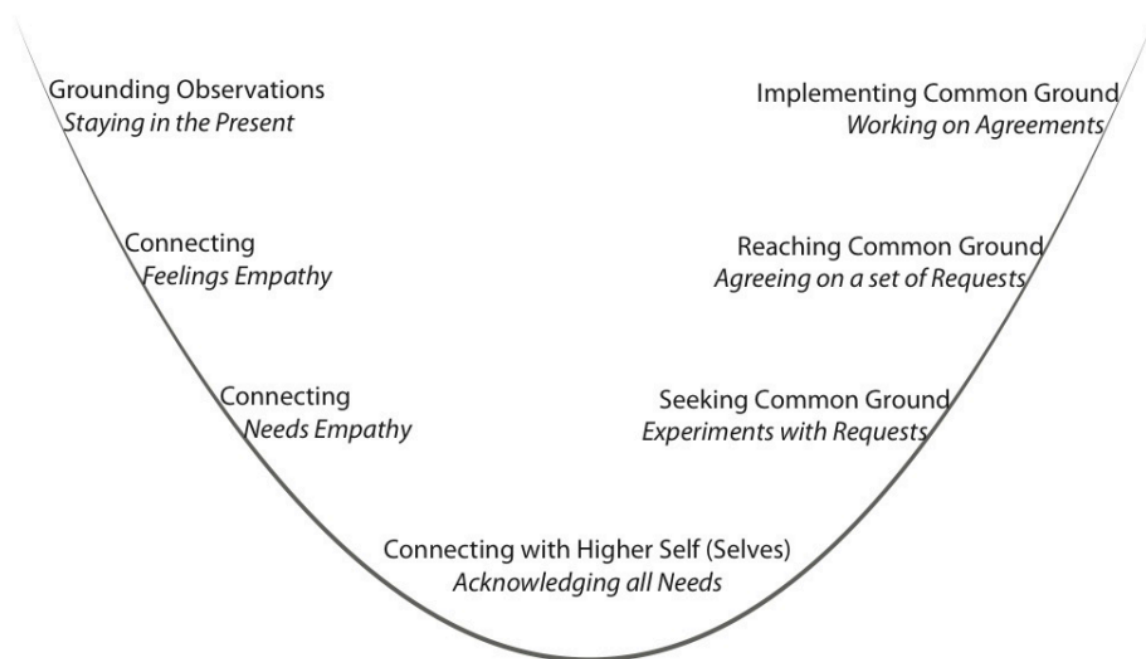 Grounding Observations
Staying in the Present
Connecting
Feelings Empathy
Connecting
Needs Empathy
Connecting with Higher Self (Selves)
Acknowledging all Needs
Seeking Common Ground
Experiments with Requests
Reaching Common Ground
Agreeing on a set of Requests
Implementing Common Ground
Working on Agreements